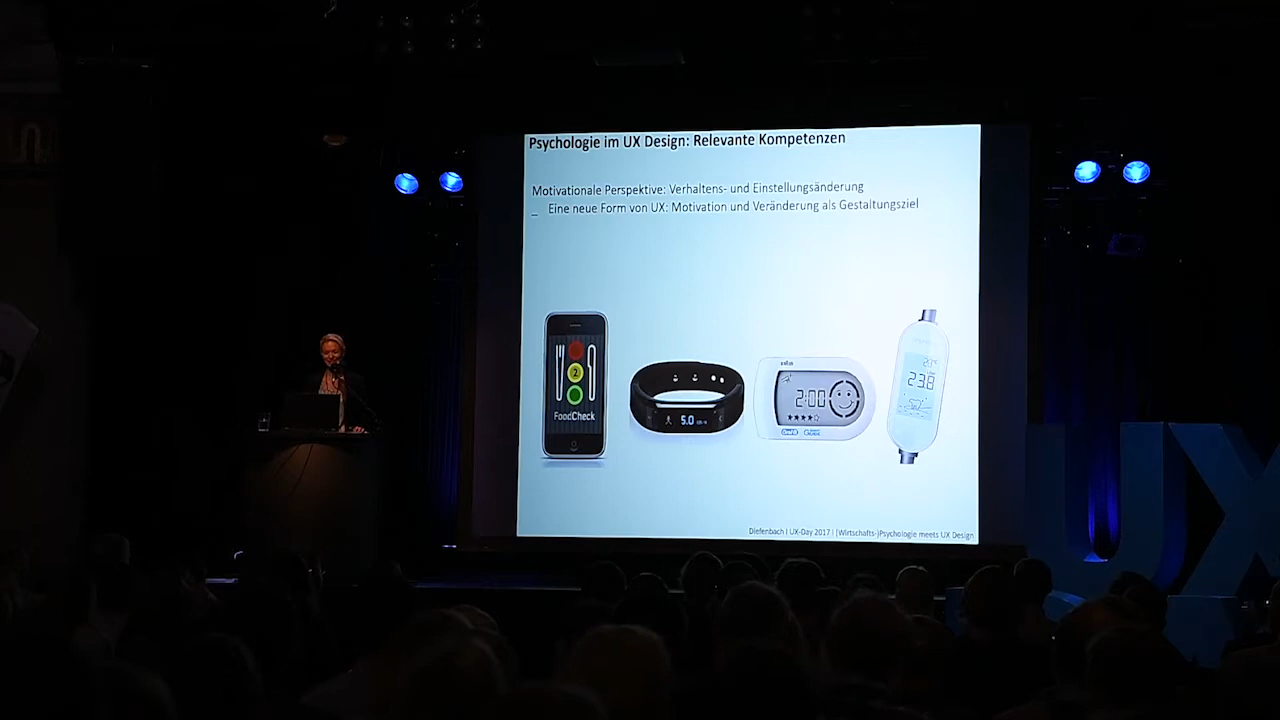 Psychologie im UX Design: Relevante Kompetenzen
Motivationale Perspektive: Verhaltens- und Einstellungsänderung
_ Eine neue Form von UX: Motivation und Veränderung als Gestaltungsziel
2
FoodCheck
5.0
2:00
23.8
Diefenbach | UX-Day 2017 | (Wirtschafts-)Psychologie meets UX Design
UX